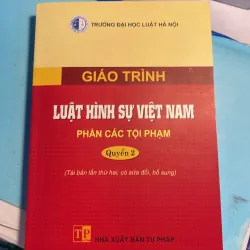 TRƯỜNG ĐẠI HỌC LUẬT HÀ NỘI
GIÁO TRÌNH
LUẬT HÌNH SỰ VIỆT NAM
PHẦN CÁC TỘI PHẠM
Quyển 2
(Tái bản lần thứ hai, có sửa đổi, bổ sung)
TP
NHÀ XUẤT BẢN TƯ PHÁP